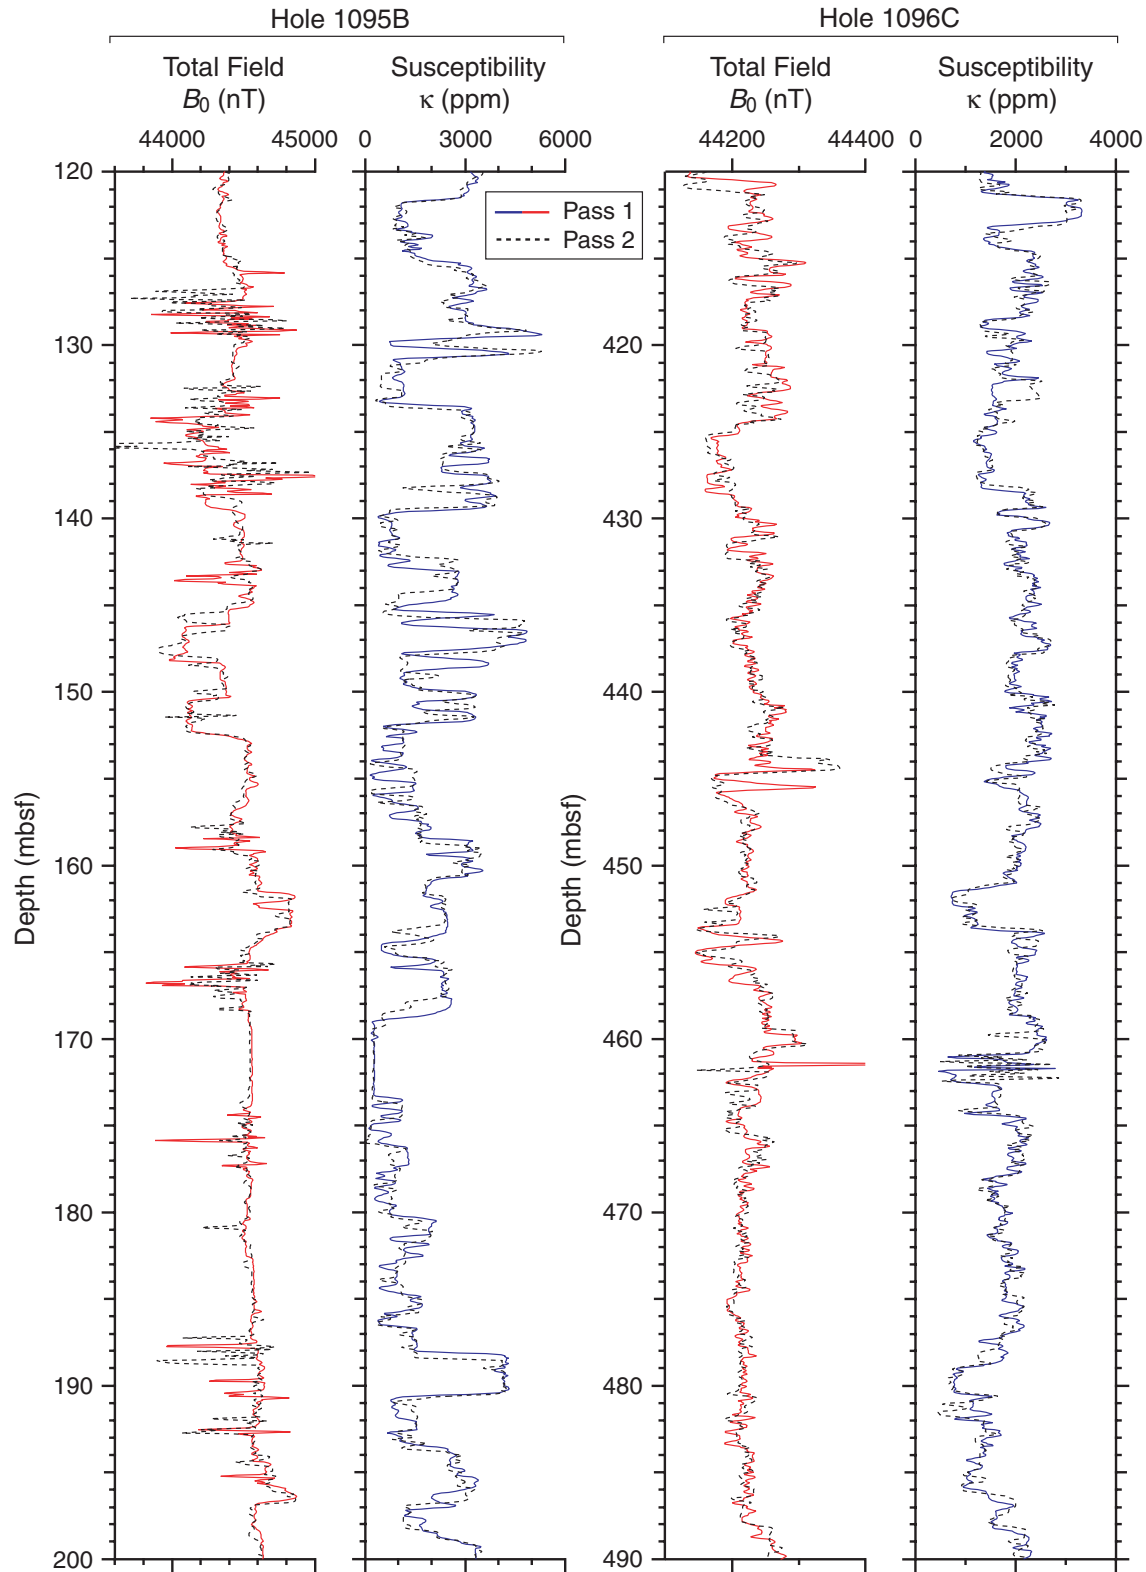 Hole 1095B
Hole 1096C
Total Field
B₀ (nT)
Susceptibility
κ (ppm)
Total Field
B₀ (nT)
Susceptibility
κ (ppm)
44000 45000
0 3000 6000
44200 44400
0 2000 4000
Pass 1
Pass 2
Depth (mbsf)
120
130
140
150
160
170
180
190
200
Depth (mbsf)
420
430
440
450
460
470
480
490